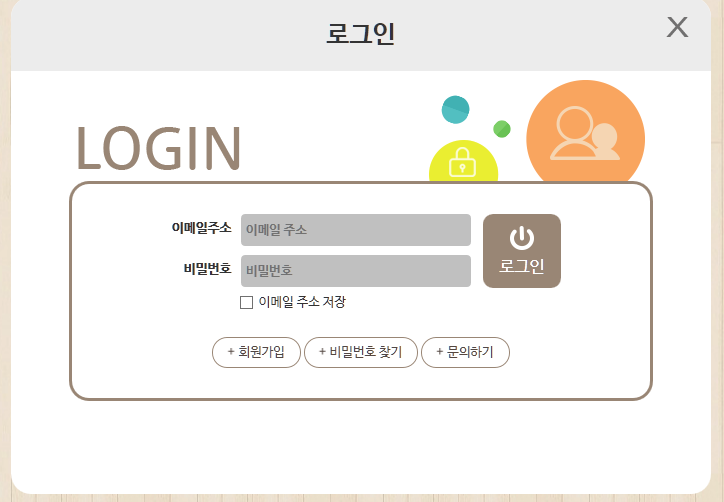 로그인
X
LOGIN
이메일주소 이메일 주소
비밀번호 비밀번호
로그인
이메일 주소 저장
+ 회원가입 + 비밀번호 찾기 + 문의하기